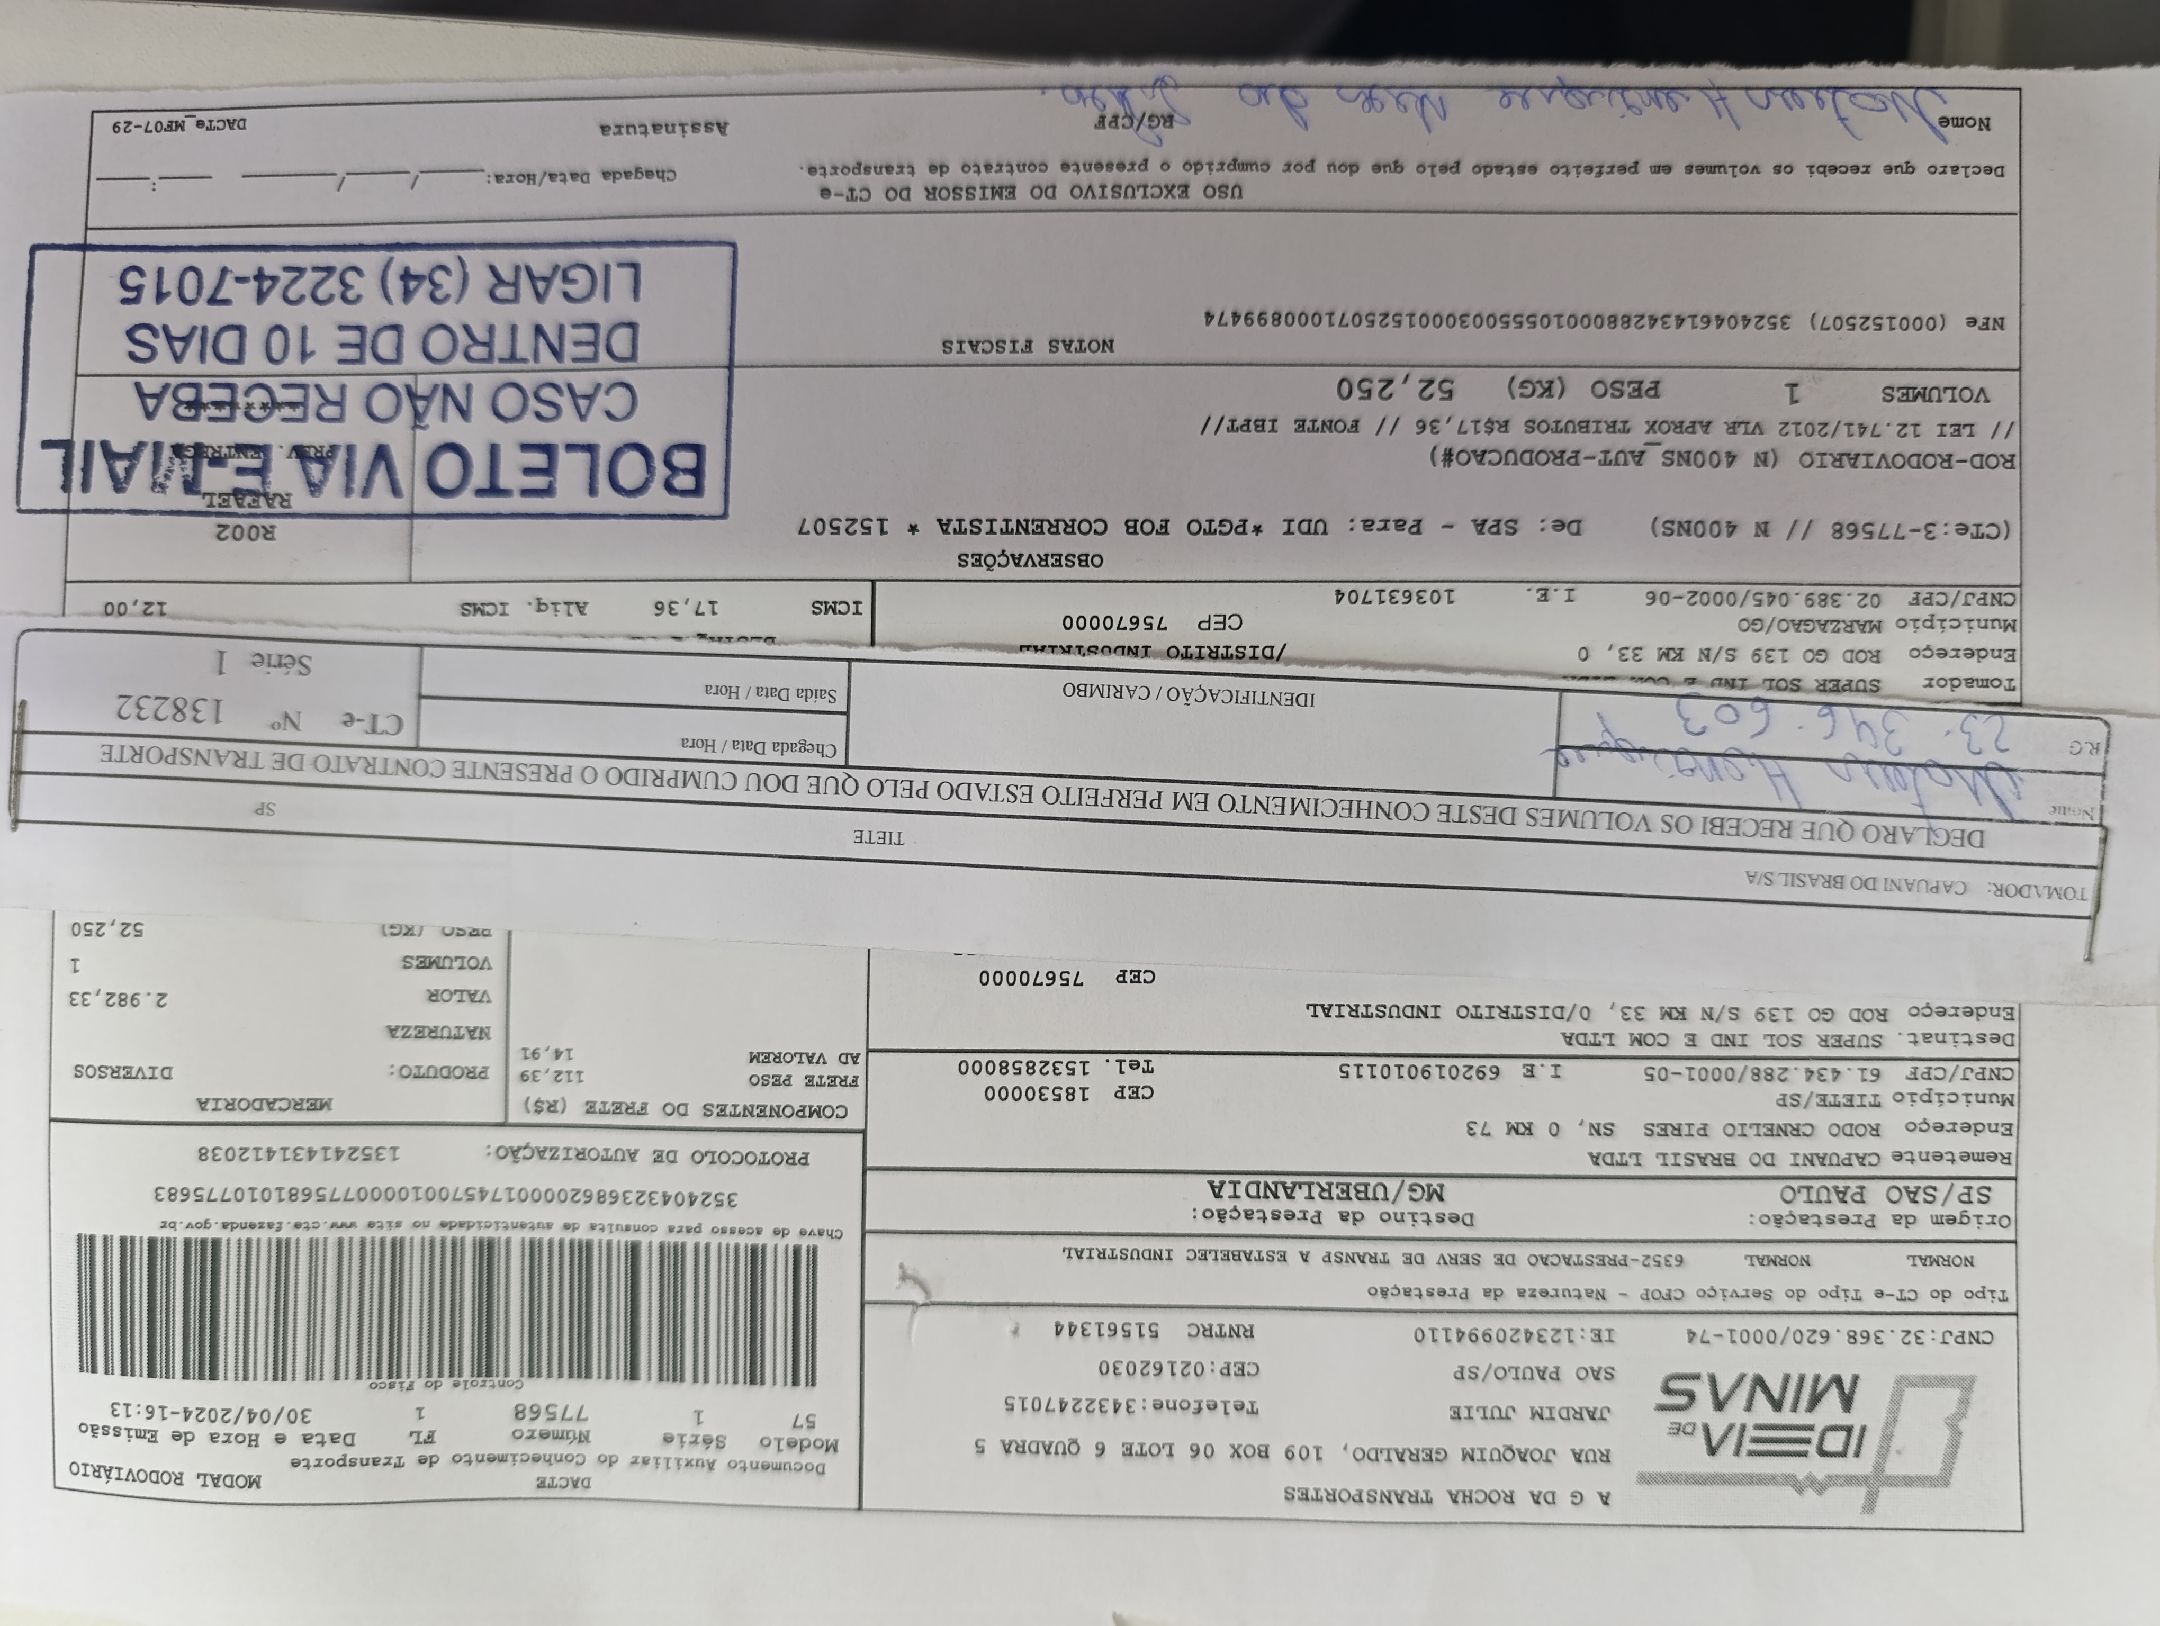 IDEIA DE
MINAS
A G DA ROCHA TRANSPORTES
RUA JOAQUIM GERALDO, 109 BOX 06 LOTE 6 QUADRA 5
JARDIM JULIE Telefone:3432247015
SAO PAULO/SP CEP:02162030
CNPJ:32.368.620/0001-74 IE:123420994110 RNTRC 51561344
DACTE MODAL RODOVIÁRIO
Documento Auxiliar do Conhecimento de Transporte
Modelo Série Número FL Data e Hora de Emissão
57 1 77568 1 30/04/2024-16:13
Controle do Fisco
Chave de acesso para consulta de autenticidade no site www.cte.fazenda.gov.br
35240432368620000174570010000775681010775683
PROTOCOLO DE AUTORIZAÇÃO: 135241431412038
Tipo do CT-e Tipo do Serviço CFOP - Natureza da Prestação
NORMAL NORMAL 6352-PRESTACAO DE SERV DE TRANSP A ESTABELEC INDUSTRIAL
Origem da Prestação: Destino da Prestação:
SP/SAO PAULO MG/UBERLANDIA
Remetente CAPUANI DO BRASIL LTDA
Endereço RODO CRNELIO PIRES SN, 0 KM 73
Município TIETE/SP CEP 18530000
CNPJ/CPF 61.434.288/0001-05 I.E 692019010115 Tel. 1532858000
Destinat. SUPER SOL IND E COM LTDA
Endereço ROD GO 139 S/N KM 33, 0/DISTRITO INDUSTRIAL
CEP 75670000
COMPONENTES DO FRETE (R$)
FRETE PESO 112,39
AD VALOREM 14,91
MERCADORIA
PRODUTO: DIVERSOS
NATUREZA
VALOR 2.982,33
VOLUMES 1
PESO (KG) 52,250
TOMADOR: CAPUANI DO BRASIL S/A TIETE SP
DECLARO QUE RECEBI OS VOLUMES DESTE CONHECIMENTO EM PERFEITO ESTADO PELO QUE DOU CUMPRIDO O PRESENTE CONTRATO DE TRANSPORTE
Nome Henrique
R.G 23.346.603
IDENTIFICAÇÃO / CARIMBO
Chegada Data / Hora
Saída Data / Hora
CT-e Nº 138232
Série 1
Tomador SUPER SOL IND E COM
Endereço ROD GO 139 S/N KM 33, 0 /DISTRITO INDUSTRIAL
Município MARZAGAO/GO CEP 75670000
CNPJ/CPF 02.389.045/0002-06 I.E. 103631704
ICMS 17,36 Aliq. ICMS 12,00
OBSERVAÇÕES
(CTe:3-77568 // N 400NS) De: SPA - Para: UDI *PGTO FOB CORRENTISTA * 152507
ROD-RODOVIARIO (N 400NS_AUT-PRODUCAO#)
// LEI 12.741/2012 VLR APROX TRIBUTOS R$17,36 // FONTE IBPT//
VOLUMES 1 PESO (KG) 52,250
R002
RAFAEL
PREV. ENTREGA
BOLETO VIA E-MAIL
CASO NÃO RECEBA
DENTRO DE 10 DIAS
LIGAR (34) 3224-7015
NOTAS FISCAIS
NFe (000152507) 35240461434288000105550030001525071000899474
USO EXCLUSIVO DO EMISSOR DO CT-e
Declaro que recebi os volumes em perfeito estado pelo que dou por cumprido o presente contrato de transporte.
Chegada Data/Hora: ____/____/____ __:__
Nome RG/CPF Assinatura DACTe_MF07-29
Henrique